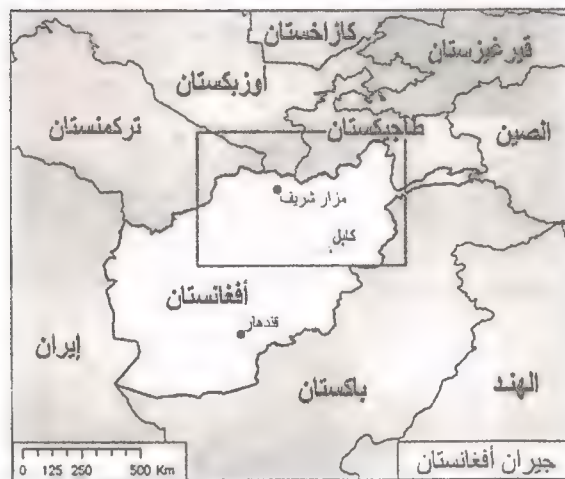 كازاخستان
قيرغيزستان
أوزبكستان
تركمنستان
طاجيكستان
الصين
مزار شريف
كابل
أفغانستان
قندهار
إيران
باكستان
الهند
0 125 250 500 Km
جيران أفغانستان